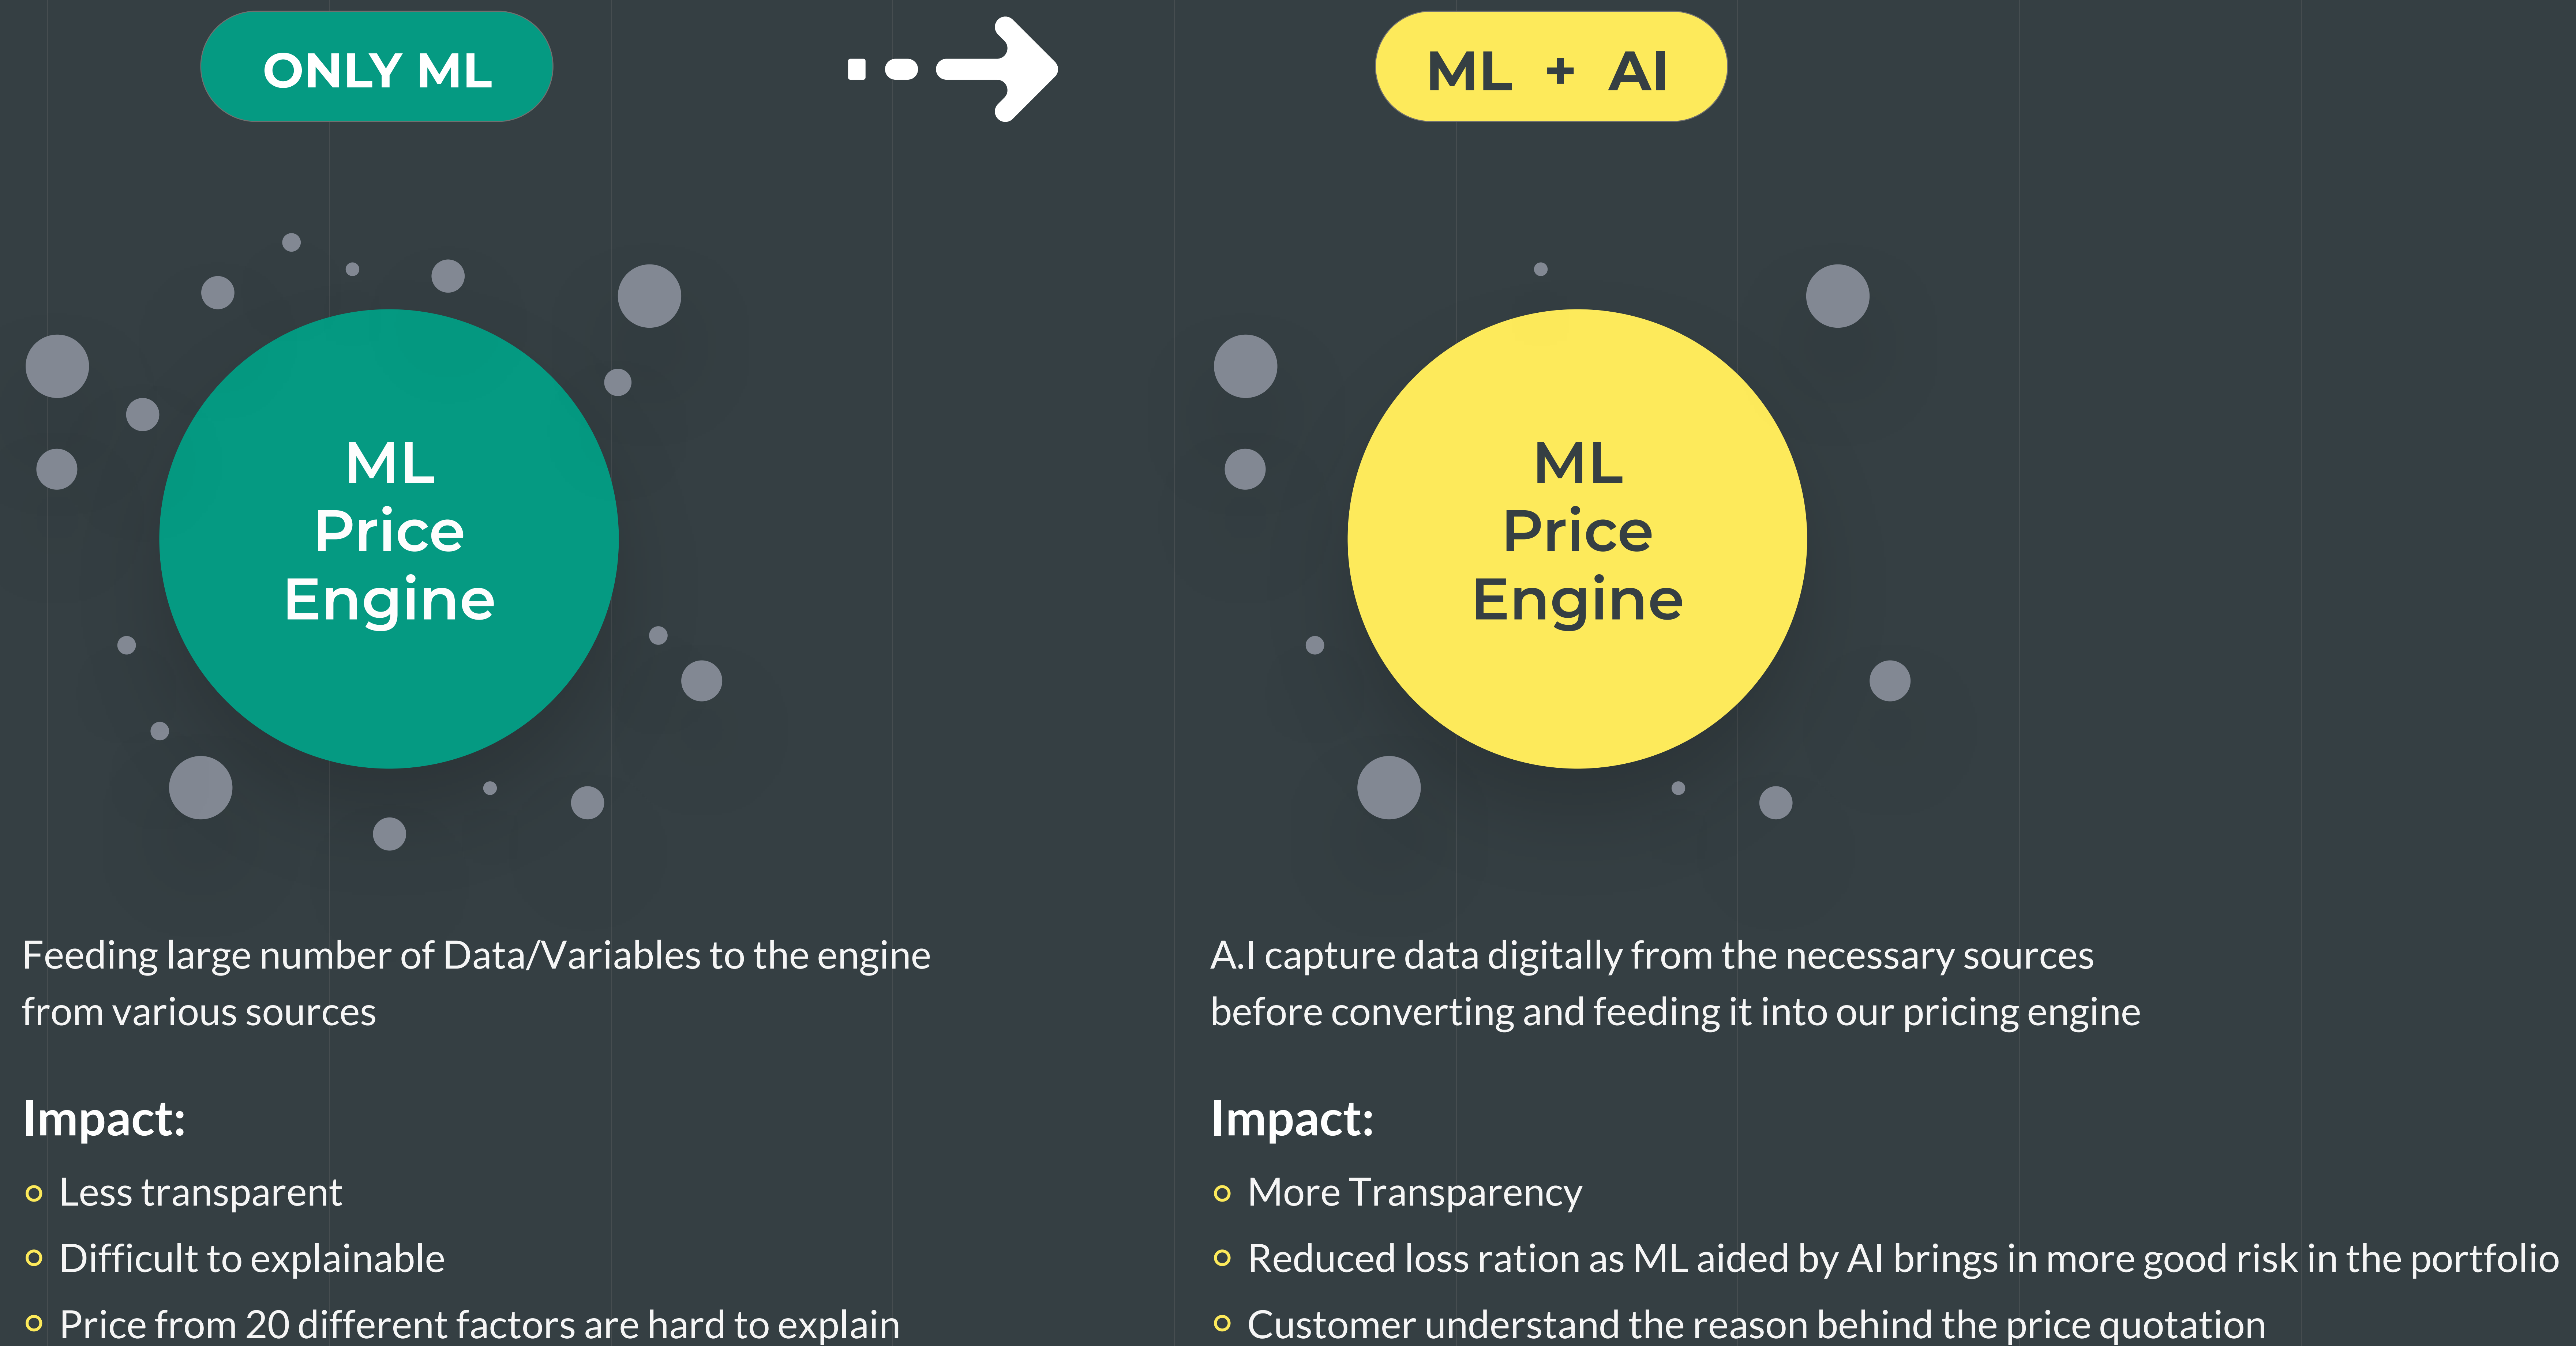 ONLY ML
ML + AI
ML
Price
Engine
ML
Price
Engine
Feeding large number of Data/Variables to the engine
from various sources
Impact:
Less transparent
Difficult to explainable
Price from 20 different factors are hard to explain
A.I capture data digitally from the necessary sources
before converting and feeding it into our pricing engine
Impact:
More Transparency
Reduced loss ration as ML aided by AI brings in more good risk in the portfolio
Customer understand the reason behind the price quotation